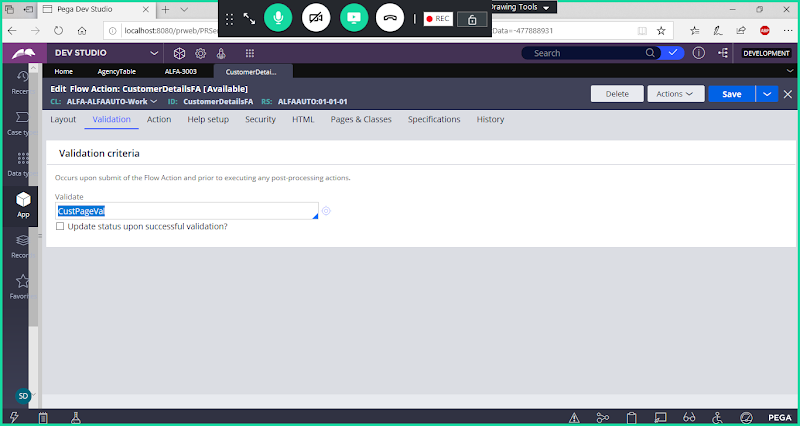 Pega Dev Studio
localhost:8080/prweb/PRSer
REC
Drawing Tools
Data=-477888931
ABP
DEV STUDIO
Search
DEVELOPMENT
Home
AgencyTable
ALFA-3003
CustomerDetai...
Edit Flow Action: CustomerDetailsFA [Available]
CL: ALFA-ALFAAUTO-Work ID: CustomerDetailsFA RS: ALFAAUTO:01-01-01
Delete
Actions
Save
Layout
Validation
Action
Help setup
Security
HTML
Pages & Classes
Specifications
History
Recen
Case typ
Data ty
App
Recor
Favorit
SD
Validation criteria
Occurs upon submit of the Flow Action and prior to executing any post-processing actions.
Validate
CustPageVal
Update status upon successful validation?
PEGA